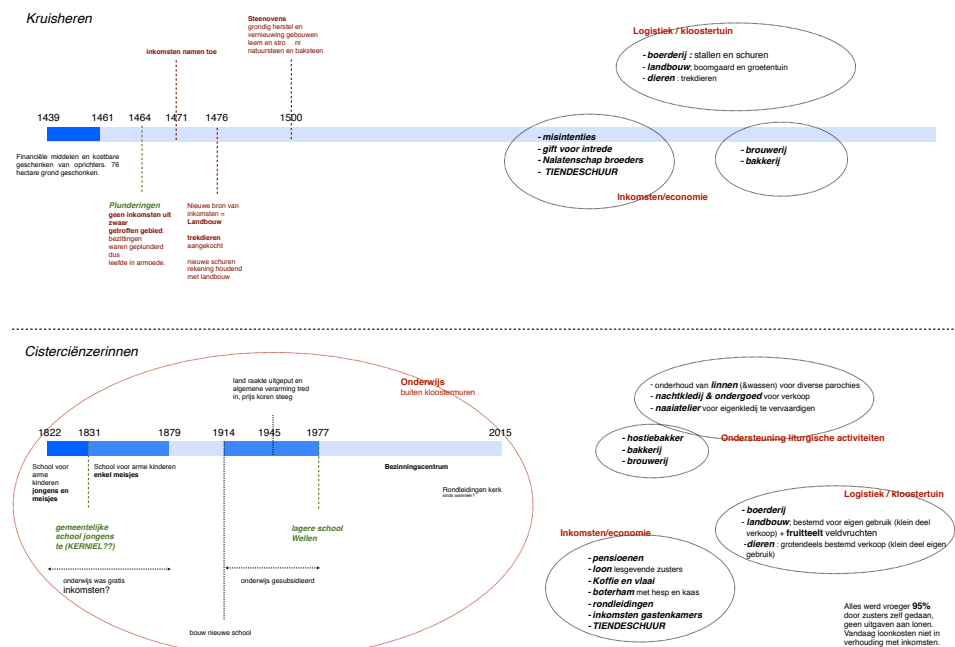 Kruisheren
Steenovens
grondig herstel en
vernieuwing gebouwen
leem en stro nr
natuursteen en baksteen
inkomsten namen toe
Logistiek / kloostertuin
- boerderij : stallen en schuren
- landbouw; boomgaard en groetentuin
- dieren : trekdieren
1439 1461 1464 1471 1476 1500
Financiële middelen en kostbare
geschenken van oprichters. 76
hectare grond geschonken.
- misintenties
- gift voor intrede
- Nalatenschap broeders
- TIENDESCHUUR
- brouwerij
- bakkerij
Inkomsten/economie
Plunderingen
geen inkomsten uit
zwaar
getroffen gebied.
bezittingen
waren geplunderd
dus
leefde in armoede.
Nieuwe bron van
inkomsten =
Landbouw
trekdieren
aangekocht
nieuwe schuren
rekening houdend
met landbouw
Cisterciënzerinnen
land raakte uitgeput en
algemene verarming tred
in, prijs koren steeg
Onderwijs
buiten kloostermuren
1822 1831 1879 1914 1945 1977 2015
School voor
arme
kinderen
jongens en
meisjes
School voor arme kinderen
enkel meisjes
Bezinningscentrum
Rondleidingen kerk
sinds wanneer?
gemeentelijke
school jongens
te (KERNIEL??)
lagere school
Wellen
onderwijs was gratis
inkomsten?
onderwijs gesubsidieerd
bouw nieuwe school
- onderhoud van linnen (&wassen) voor diverse parochies
- nachtkledij & ondergoed voor verkoop
- naaiatelier voor eigenkledij te vervaardigen
- hostiebakker
- bakkerij
- brouwerij
Ondersteuning liturgische activiteiten
Logistiek / kloostertuin
- boerderij
- landbouw; bestemd voor eigen gebruik (klein deel
verkoop) + fruitteelt veldvruchten
-dieren : grotendeels bestemd verkoop (klein deel eigen
gebruik)
Inkomsten/economie
- pensioenen
- loon lesgevende zusters
- Koffie en vlaai
- boterham met hesp en kaas
- rondleidingen
- inkomsten gastenkamers
- TIENDESCHUUR
Alles werd vroeger 95%
door zusters zelf gedaan,
geen uitgaven aan lonen.
Vandaag loonkosten niet in
verhouding met inkomsten.